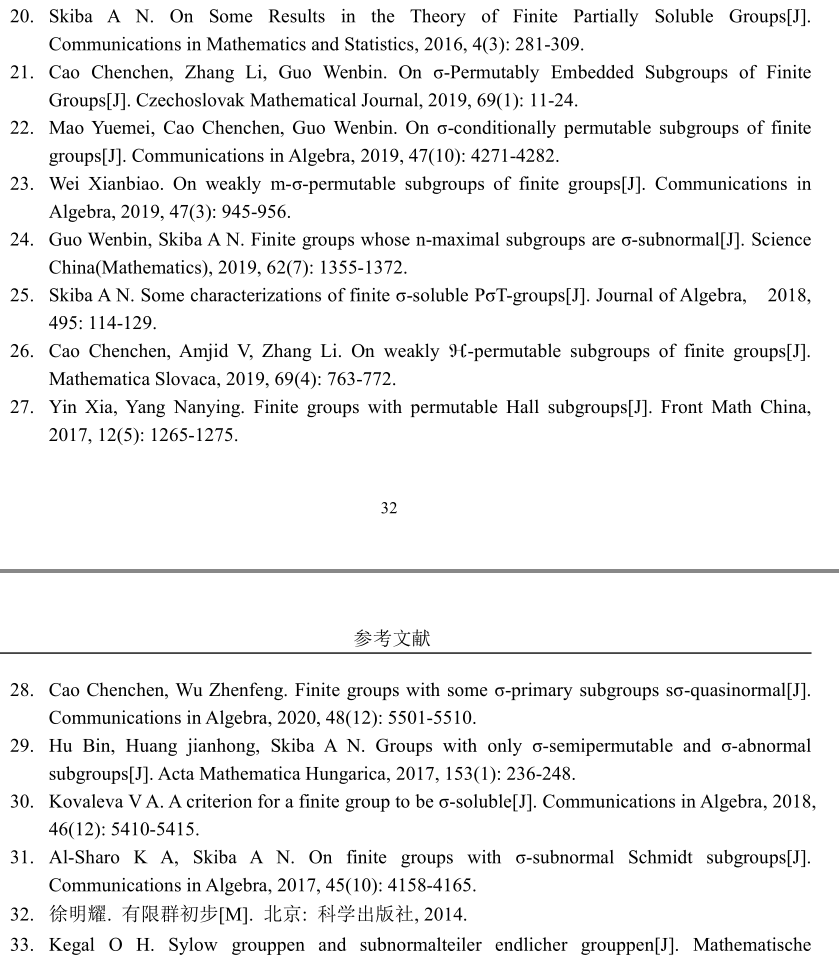 20. Skiba A N. On Some Results in the Theory of Finite Partially Soluble Groups[J].
Communications in Mathematics and Statistics, 2016, 4(3): 281-309.
21. Cao Chenchen, Zhang Li, Guo Wenbin. On σ-Permutably Embedded Subgroups of Finite
Groups[J]. Czechoslovak Mathematical Journal, 2019, 69(1): 11-24.
22. Mao Yuemei, Cao Chenchen, Guo Wenbin. On σ-conditionally permutable subgroups of finite
groups[J]. Communications in Algebra, 2019, 47(10): 4271-4282.
23. Wei Xianbiao. On weakly m-σ-permutable subgroups of finite groups[J]. Communications in
Algebra, 2019, 47(3): 945-956.
24. Guo Wenbin, Skiba A N. Finite groups whose n-maximal subgroups are σ-subnormal[J]. Science
China(Mathematics), 2019, 62(7): 1355-1372.
25. Skiba A N. Some characterizations of finite σ-soluble PσT-groups[J]. Journal of Algebra, 2018,
495: 114-129.
26. Cao Chenchen, Amjid V, Zhang Li. On weakly ℋ-permutable subgroups of finite groups[J].
Mathematica Slovaca, 2019, 69(4): 763-772.
27. Yin Xia, Yang Nanying. Finite groups with permutable Hall subgroups[J]. Front Math China,
2017, 12(5): 1265-1275.
32
参考文献
28. Cao Chenchen, Wu Zhenfeng. Finite groups with some σ-primary subgroups sσ-quasinormal[J].
Communications in Algebra, 2020, 48(12): 5501-5510.
29. Hu Bin, Huang jianhong, Skiba A N. Groups with only σ-semipermutable and σ-abnormal
subgroups[J]. Acta Mathematica Hungarica, 2017, 153(1): 236-248.
30. Kovaleva V A. A criterion for a finite group to be σ-soluble[J]. Communications in Algebra, 2018,
46(12): 5410-5415.
31. Al-Sharo K A, Skiba A N. On finite groups with σ-subnormal Schmidt subgroups[J].
Communications in Algebra, 2017, 45(10): 4158-4165.
32. 徐明耀. 有限群初步[M]. 北京: 科学出版社, 2014.
33. Kegal O H. Sylow grouppen and subnormalteiler endlicher grouppen[J]. Mathematische